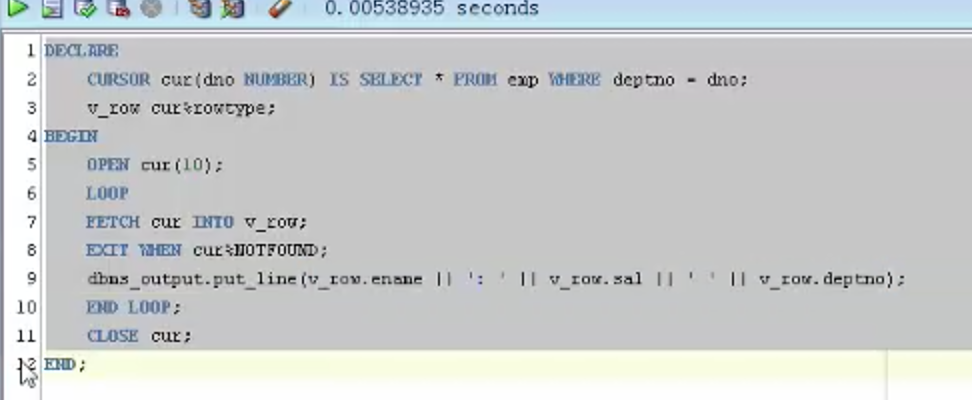 0.00538935 seconds
1 DECLARE
2 CURSOR cur(dno NUMBER) IS SELECT * FROM emp WHERE deptno = dno;
3 v_row cur%rowtype;
4 BEGIN
5 OPEN cur(10);
6 LOOP
7 FETCH cur INTO v_row;
8 EXIT WHEN cur%NOTFOUND;
9 dbms_output.put_line(v_row.ename || ': ' || v_row.sal || ' ' || v_row.deptno);
10 END LOOP;
11 CLOSE cur;
12 END;